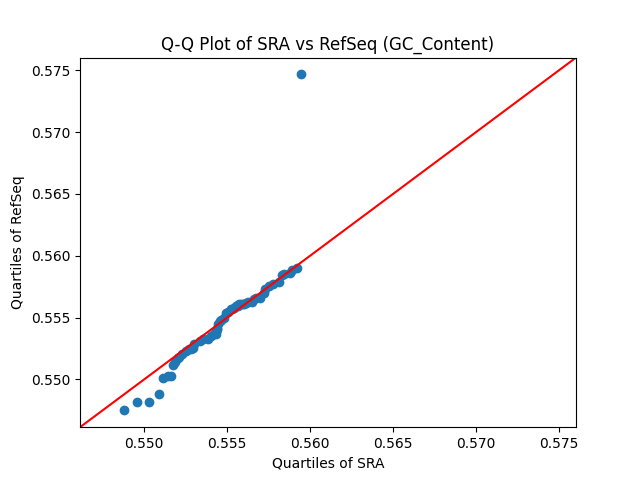 Q-Q Plot of SRA vs RefSeq (GC_Content)
Quartiles of RefSeq
0.575
0.570
0.565
0.560
0.555
0.550
0.550 0.555 0.560 0.565 0.570 0.575
Quartiles of SRA